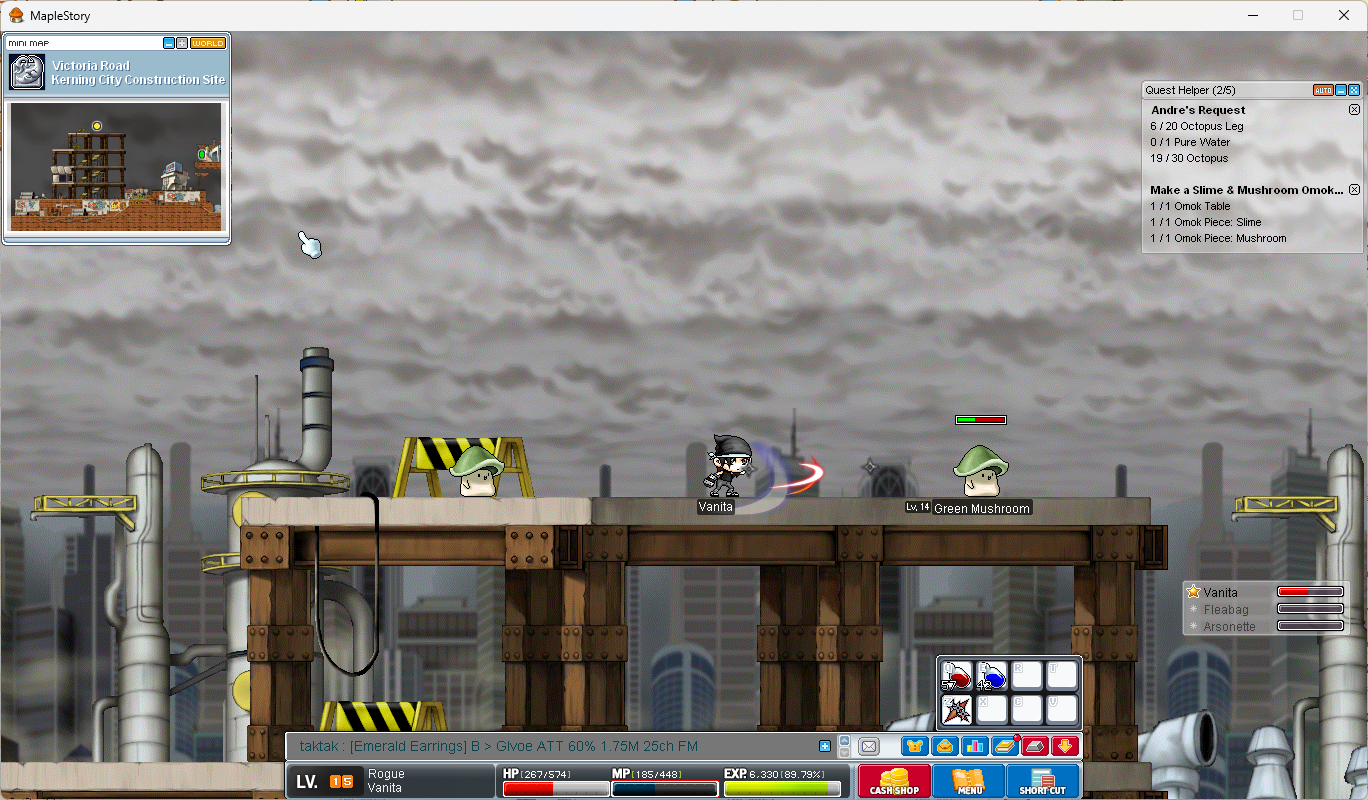 MapleStory
MINI MAP
WORLD
Victoria Road
Kerning City Construction Site
Quest Helper (2/5)
AUTO
Andre's Request
6 / 20 Octopus Leg
0 / 1 Pure Water
19 / 30 Octopus
Make a Slime & Mushroom Omok...
1 / 1 Omok Table
1 / 1 Omok Piece: Slime
1 / 1 Omok Piece: Mushroom
Vanita
Lv. 14 Green Mushroom
Vanita
Fleabag
Arsonette
R T
57 42
X C V
taktak : [Emerald Earrings] B > Glvoe ATT 60% 1.75M 25ch FM
LV. 15
Rogue
Vanita
HP [267/574] MP [185/448] EXP. 6,330 [89.79%]
CASH SHOP MENU SHORT CUT